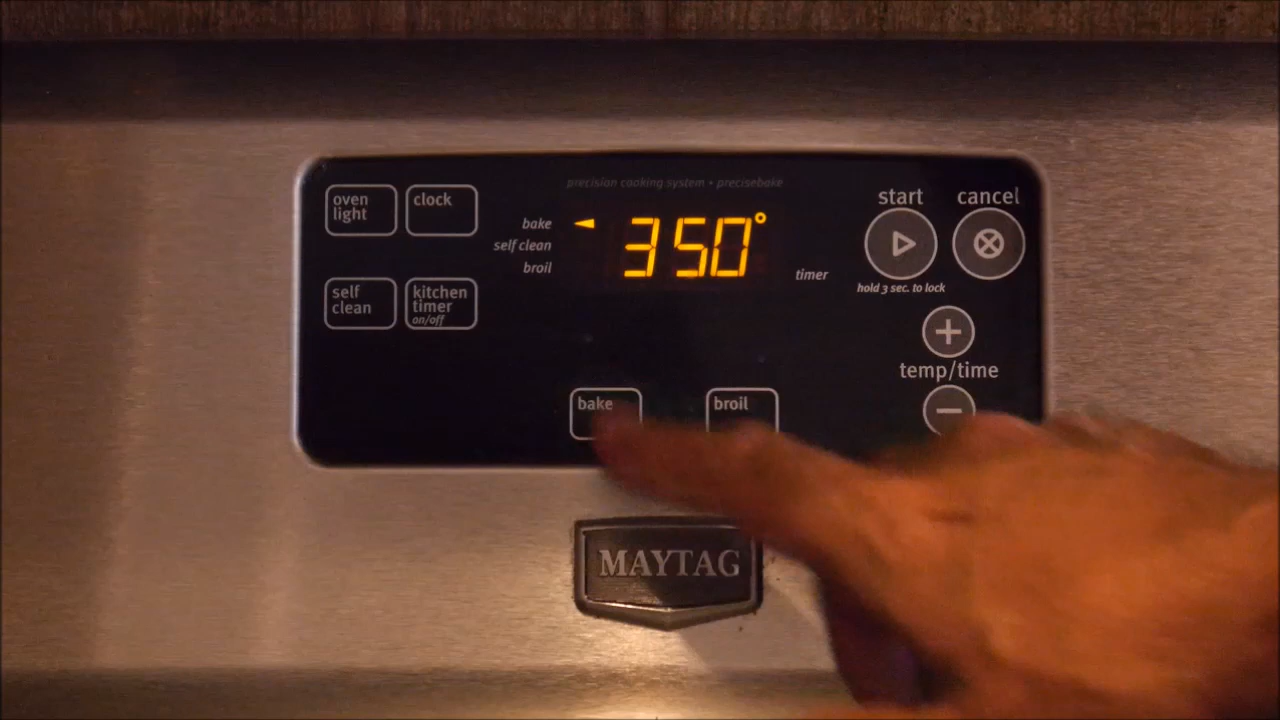 precision cooking system • precisebake
oven
light
clock
bake
self clean
broil
350°
timer
start
cancel
hold 3 sec. to lock
self
clean
kitchen
timer
on/off
temp/time
bake
broil
MAYTAG